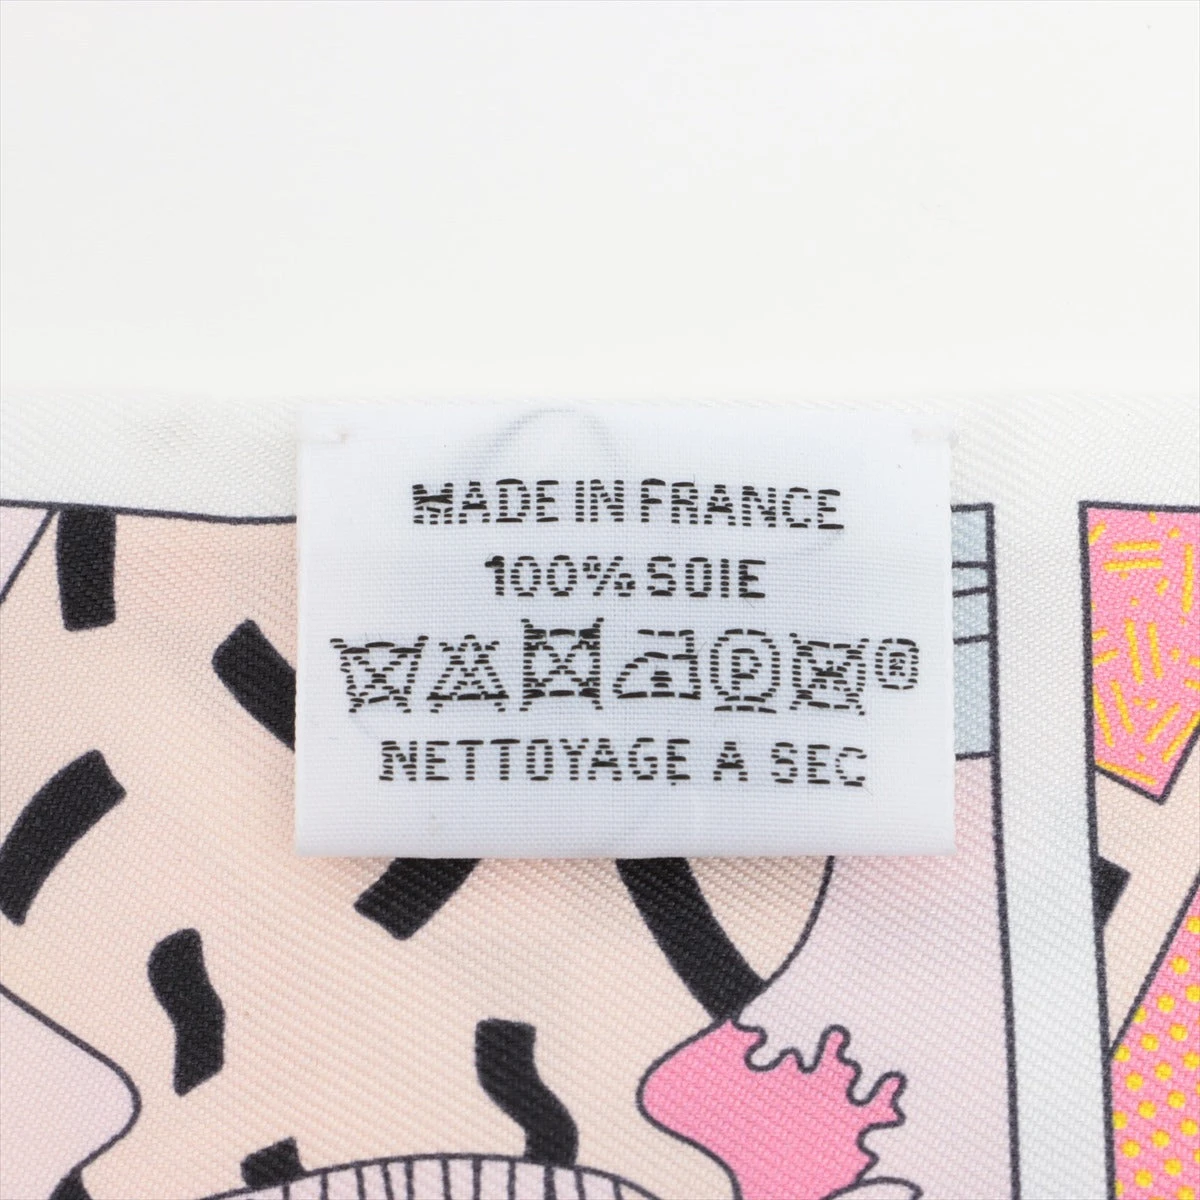 MADE IN FRANCE
100% SOIE
P ®
NETTOYAGE A SEC